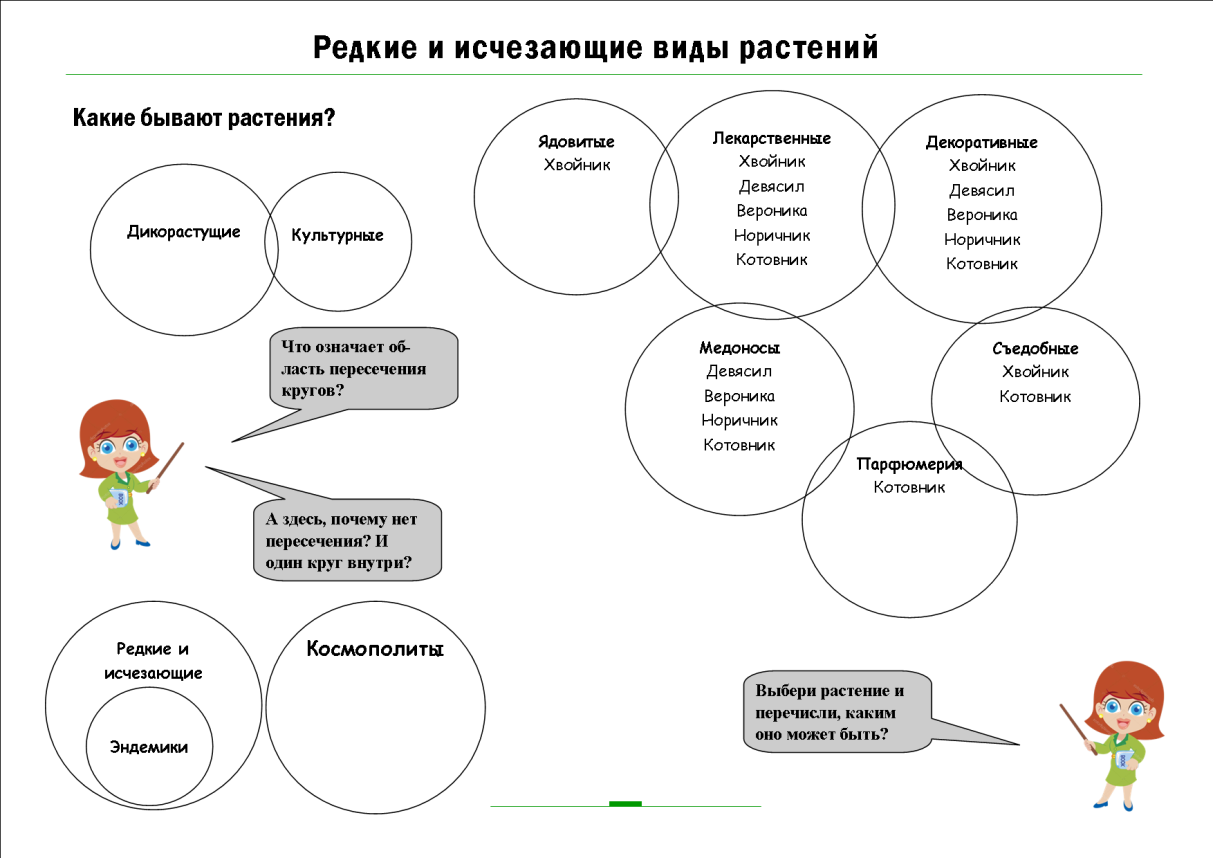 Редкие и исчезающие виды растений
Какие бывают растения?
Дикорастущие
Культурные
Что означает об-
ласть пересечения
кругов?
А здесь, почему нет
пересечения? И
один круг внутри?
Редкие и
исчезающие
Эндемики
Космополиты
Ядовитые
Хвойник
Лекарственные
Хвойник
Девясил
Вероника
Норичник
Котовник
Декоративные
Хвойник
Девясил
Вероника
Норичник
Котовник
Медоносы
Девясил
Вероника
Норичник
Котовник
Съедобные
Хвойник
Котовник
Парфюмерия
Котовник
Выбери растение и
перечисли, каким
оно может быть?